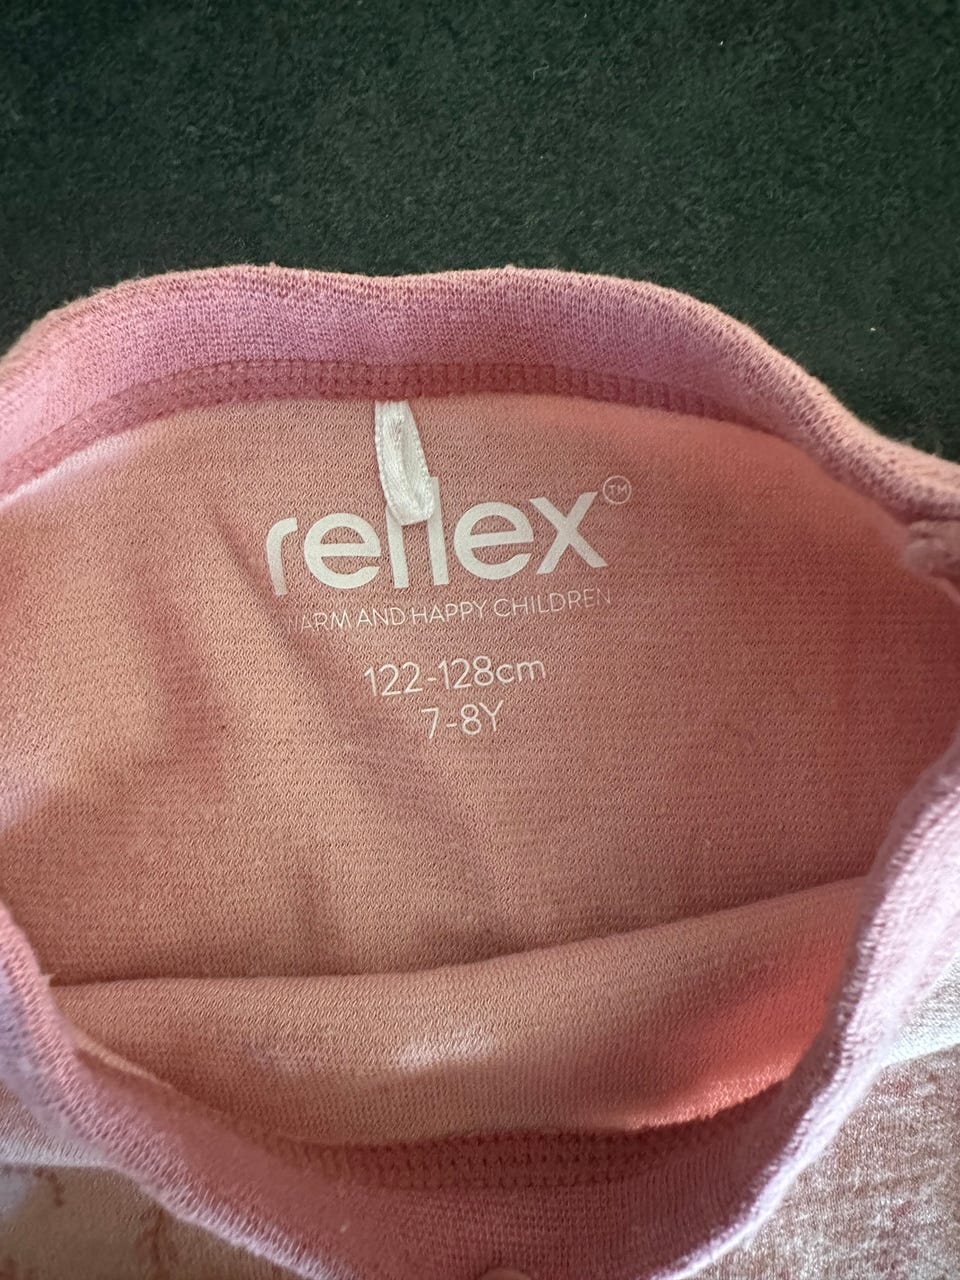 reflex™
WARM AND HAPPY CHILDREN
122-128cm
7-8Y